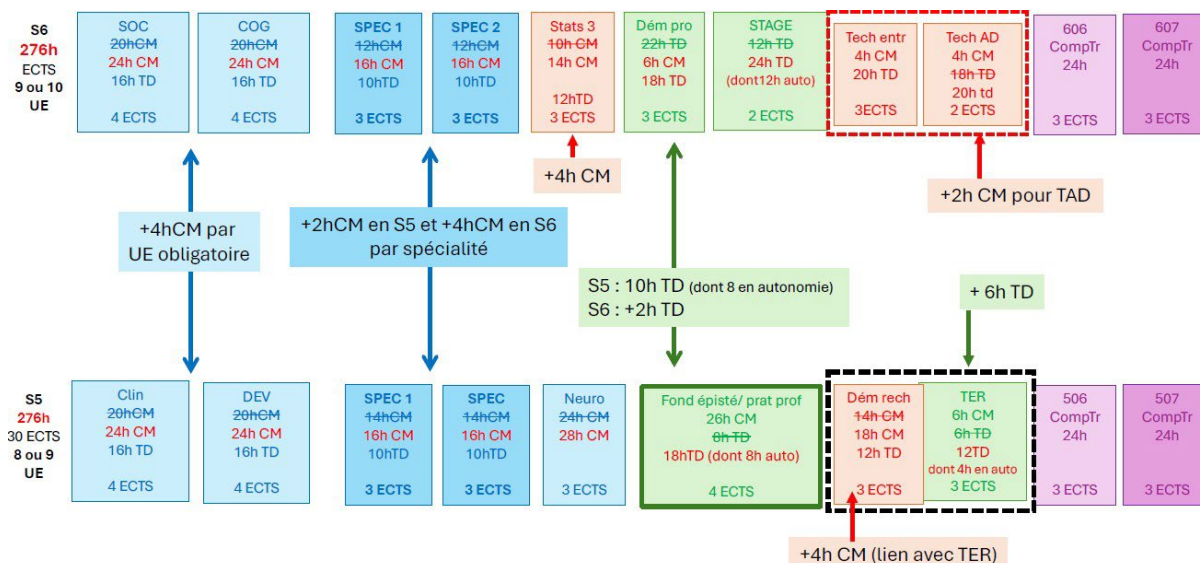 S6
276h
ECTS
9 ou 10
UE
SOC
20hCM
24h CM
16h TD
4 ECTS
COG
20hCM
24h CM
16h TD
4 ECTS
SPEC 1
12hCM
16h CM
10hTD
3 ECTS
SPEC 2
12hCM
16h CM
10hTD
3 ECTS
Stats 3
10h CM
14h CM
12hTD
3 ECTS
Dém pro
22h TD
6h CM
18h TD
3 ECTS
STAGE
12h TD
24h TD
(dont12h auto)
2 ECTS
Tech entr
4h CM
20h TD
3ECTS
Tech AD
4h CM
18h TD
20h td
2 ECTS
606
CompTr
24h
3 ECTS
607
CompTr
24h
3 ECTS
+4h CM
+2h CM pour TAD
+4hCM par
UE obligatoire
+2hCM en S5 et +4hCM en S6
par spécialité
S5 : 10h TD (dont 8 en autonomie)
S6 : +2h TD
+ 6h TD
S5
276h
30 ECTS
8 ou 9
UE
Clin
20hCM
24h CM
16h TD
4 ECTS
DEV
20hCM
24h CM
16h TD
4 ECTS
SPEC 1
14hCM
16h CM
10hTD
3 ECTS
SPEC
14hCM
16h CM
10hTD
3 ECTS
Neuro
24h CM
28h CM
3 ECTS
Fond épisté/ prat prof
26h CM
8h TD
18hTD (dont 8h auto)
4 ECTS
Dém rech
14h CM
18h CM
12h TD
3 ECTS
TER
6h CM
6h TD
12TD
dont 4h en auto
3 ECTS
506
CompTr
24h
3 ECTS
507
CompTr
24h
3 ECTS
+4h CM (lien avec TER)